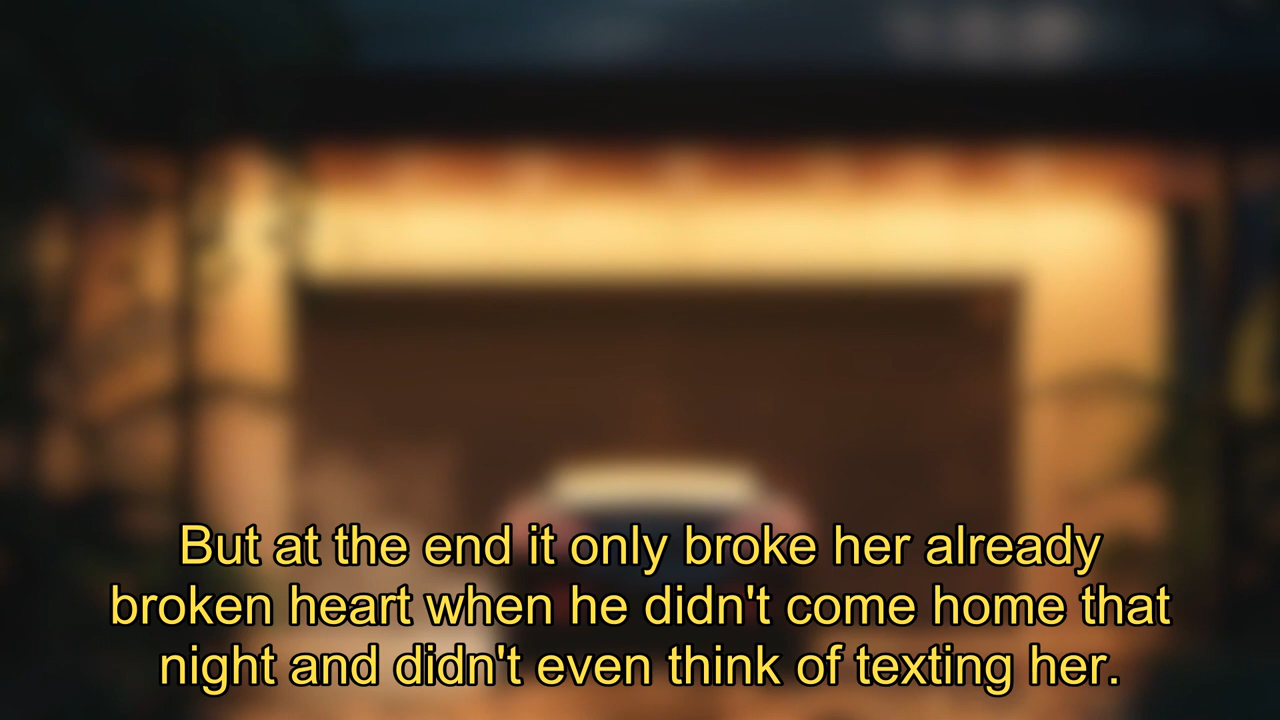 But at the end it only broke her already
broken heart when he didn't come home that
night and didn't even think of texting her.